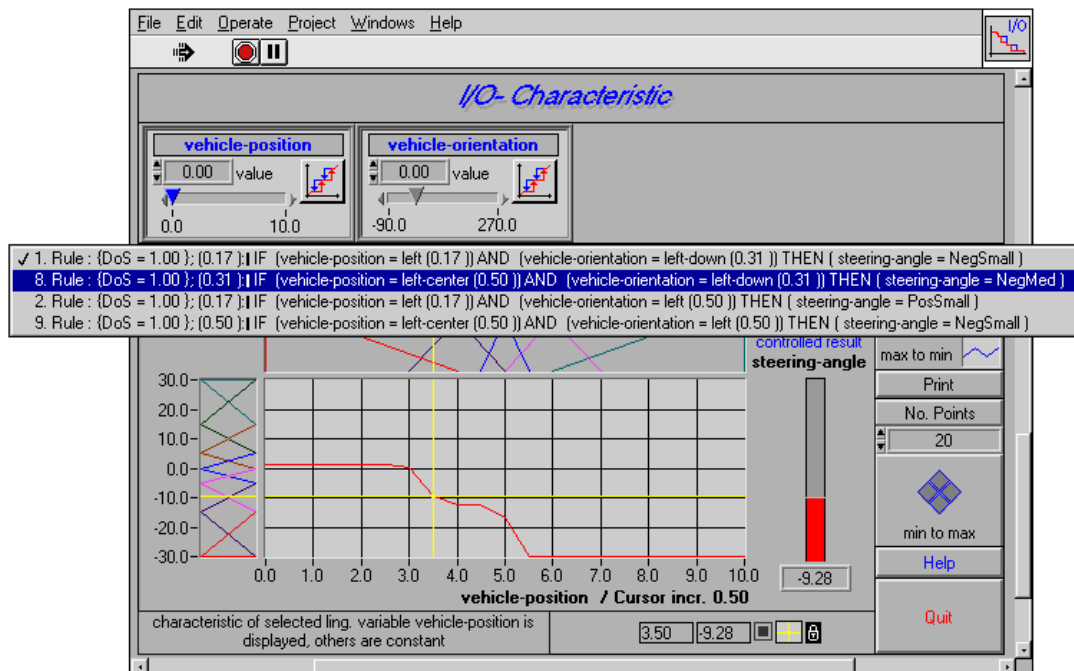 File Edit Operate Project Windows Help
I/O
I/O- Characteristic
vehicle-position vehicle-orientation
0.00 value 0.00 value
0.0 10.0 -90.0 270.0
✓ 1. Rule : {DoS = 1.00 }; (0.17 ):|IF (vehicle-position = left (0.17 )) AND (vehicle-orientation = left-down (0.31 )) THEN ( steering-angle = NegSmall )
8. Rule : {DoS = 1.00 }; (0.31 ):|IF (vehicle-position = left-center (0.50 )) AND (vehicle-orientation = left-down (0.31 )) THEN ( steering-angle = NegMed )
2. Rule : {DoS = 1.00 }; (0.17 ):|IF (vehicle-position = left (0.17 )) AND (vehicle-orientation = left (0.50 )) THEN ( steering-angle = PosSmall )
9. Rule : {DoS = 1.00 }; (0.50 ):|IF (vehicle-position = left-center (0.50 )) AND (vehicle-orientation = left (0.50 )) THEN ( steering-angle = NegSmall )
controlled result
steering-angle
max to min
Print
No. Points
20
min to max
Help
Quit
30.0
20.0
10.0
0.0
-10.0
-20.0
-30.0
0.0 1.0 2.0 3.0 4.0 5.0 6.0 7.0 8.0 9.0 10.0
-9.28
vehicle-position / Cursor incr. 0.50
characteristic of selected ling. variable vehicle-position is
displayed, others are constant
3.50 -9.28